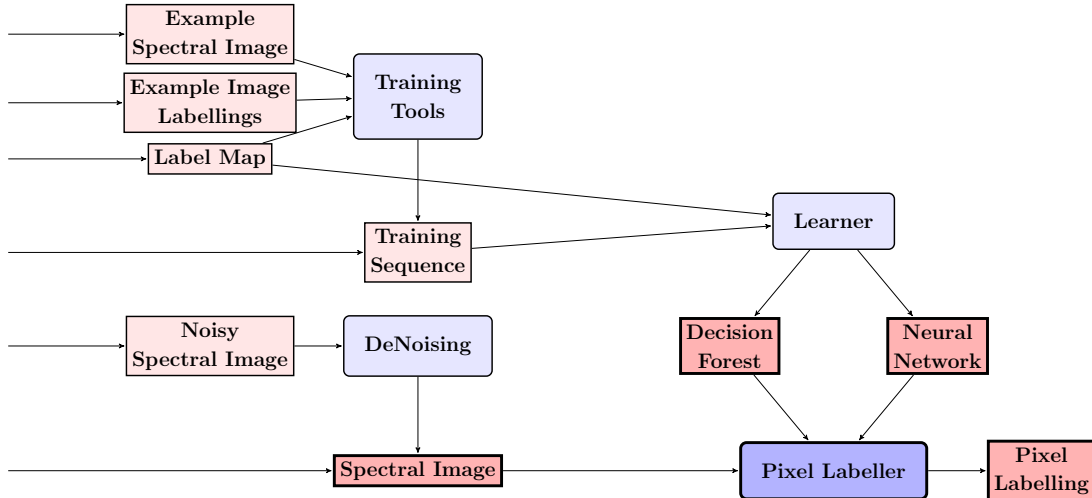 Example
Spectral Image
Example Image
Labellings
Label Map
Training
Tools
Training
Sequence
Learner
Noisy
Spectral Image
DeNoising
Decision
Forest
Neural
Network
Spectral Image
Pixel Labeller
Pixel
Labelling